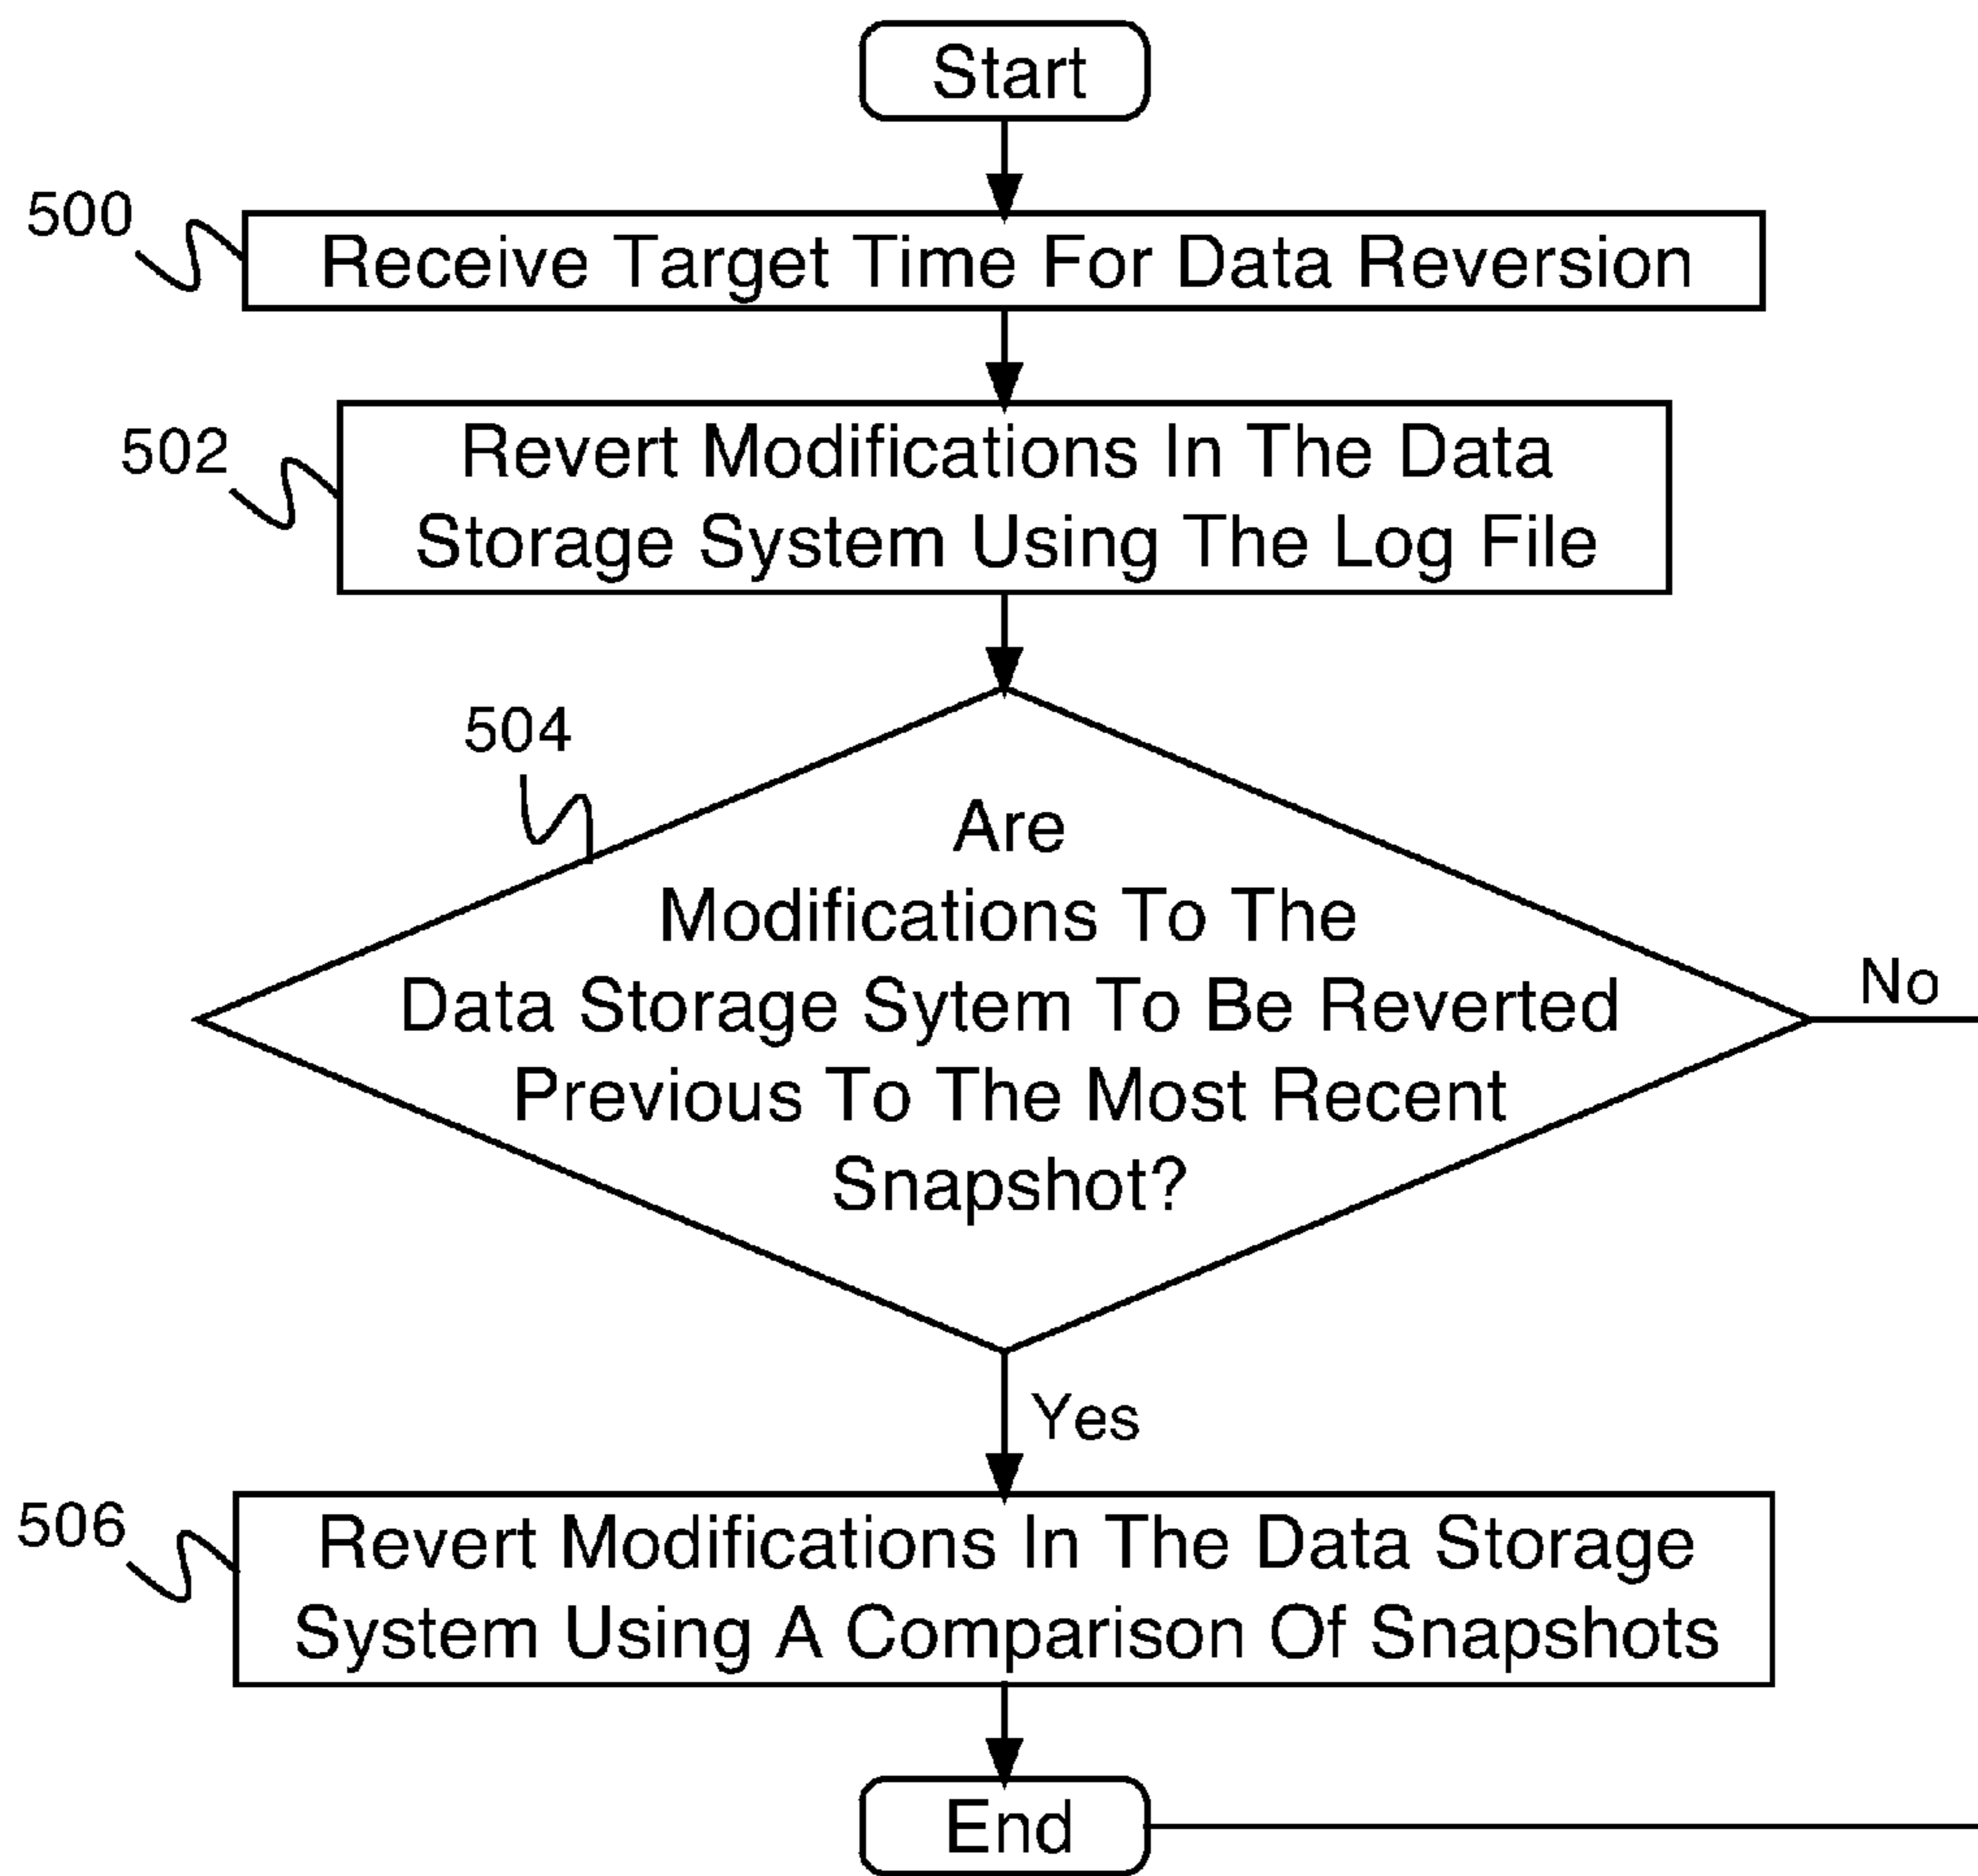 Start
500
Receive Target Time For Data Reversion
502
Revert Modifications In The Data
Storage System Using The Log File
504
Are
Modifications To The
Data Storage Sytem To Be Reverted
Previous To The Most Recent
Snapshot?
No
Yes
506
Revert Modifications In The Data Storage
System Using A Comparison Of Snapshots
End